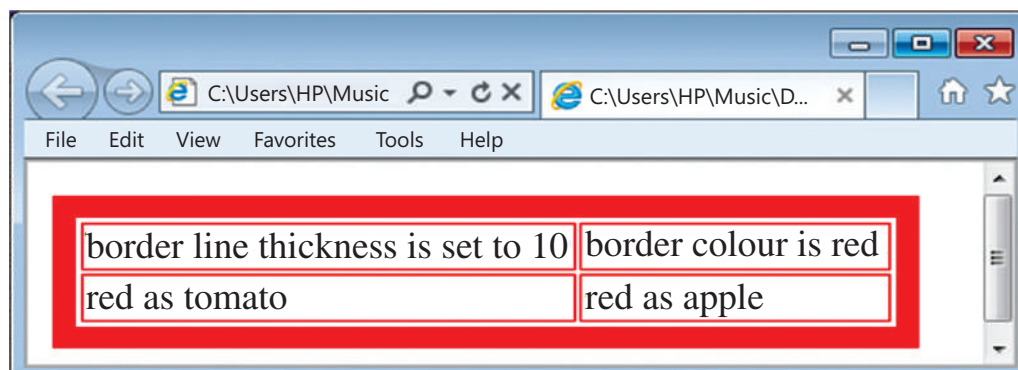 C:\Users\HP\Music C:\Users\HP\Music\D...
File Edit View Favorites Tools Help
border line thickness is set to 10 border colour is red
red as tomato red as apple